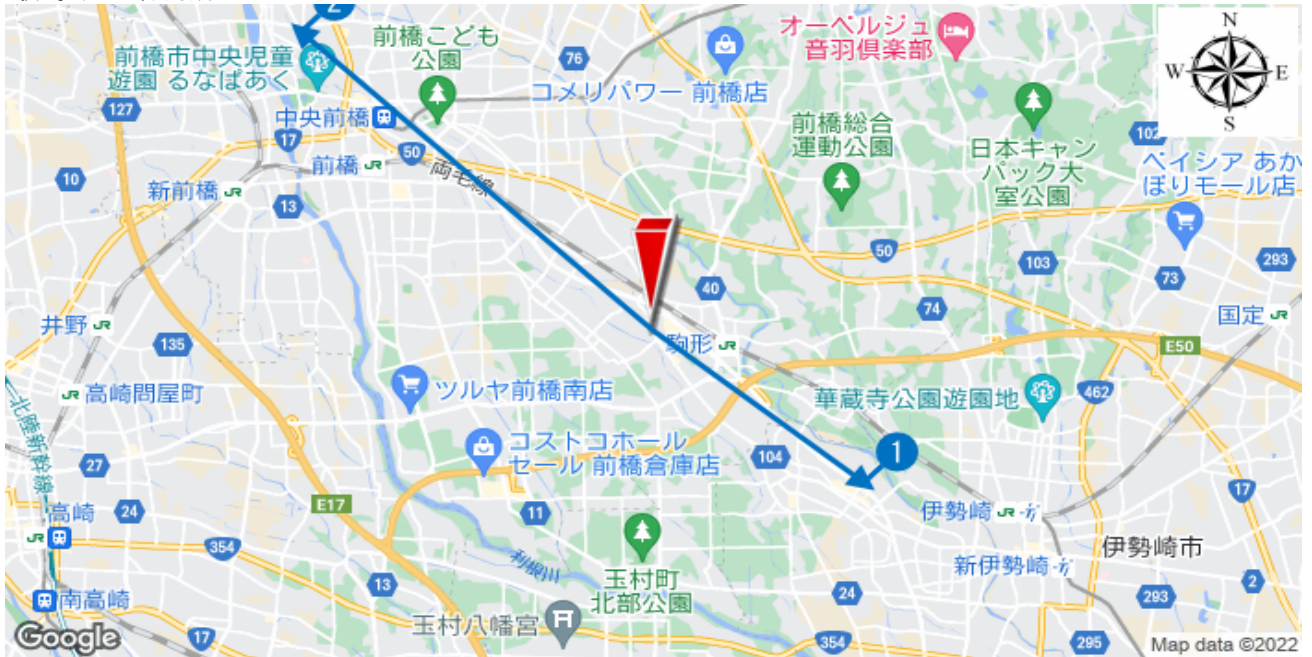 2
前橋市中央児童
遊園 るなぱあく
前橋こども
公園
76
コメリパワー 前橋店
オーベルジュ
音羽倶楽部
N
W
E
S
127
中央前橋
17
50
前橋 JR
両毛線
前橋総合
運動公園
日本キャン
パック大
室公園
102
ベイシア あか
ぼりモール店
10
新前橋 JR
13
50
103
73
293
40
74
国定 JR
井野 JR
135
駒形 JR
E50
JR 高崎問屋町
ツルヤ前橋南店
華蔵寺公園遊園地
462
北陸新幹線
コストコホール
セール 前橋倉庫店
104
1
27
E17
17
高崎
24
11
伊勢崎 JR
JR
354
利根川
伊勢崎市
13
玉村町
北部公園
新伊勢崎
2
南高崎
24
293
17
玉村八幡宮
354
295
Google
Map data ©2022